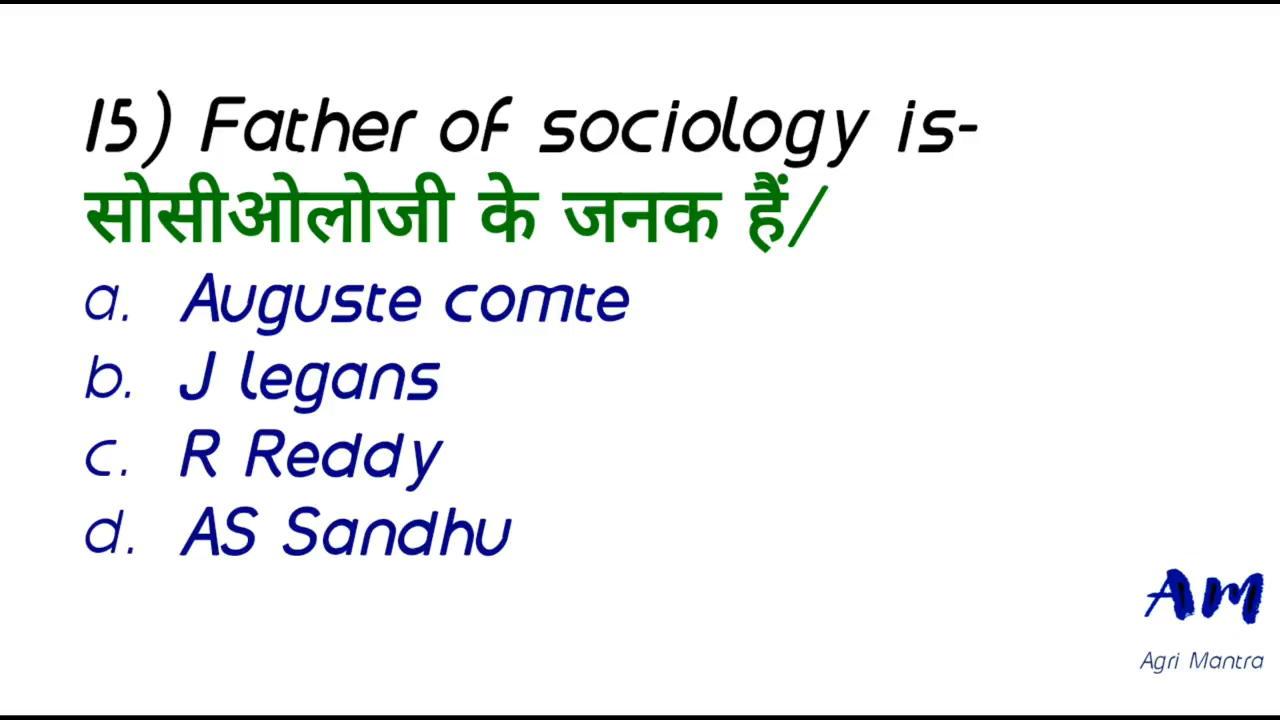 15) Father of sociology is-
सोसीओलोजी के जनक हैं/
a. Auguste comte
b. J legans
c. R Reddy
d. AS Sandhu
AM
Agri Mantra